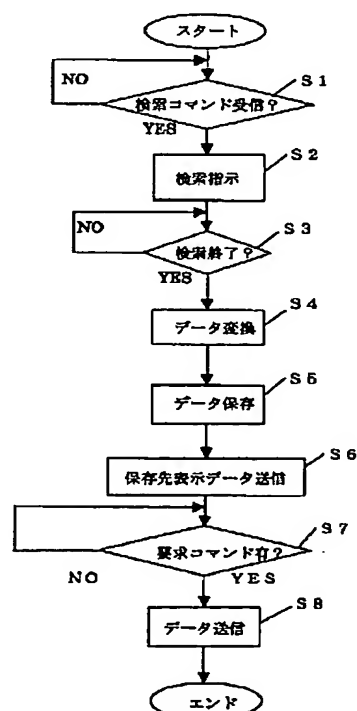 スタート
NO
S1
検索コマンド受信？
YES
S2
検索指示
NO
S3
検索終了？
YES
S4
データ変換
S5
データ保存
S6
保存先表示データ送信
S7
要求コマンド有？
NO
YES
S8
データ送信
エンド